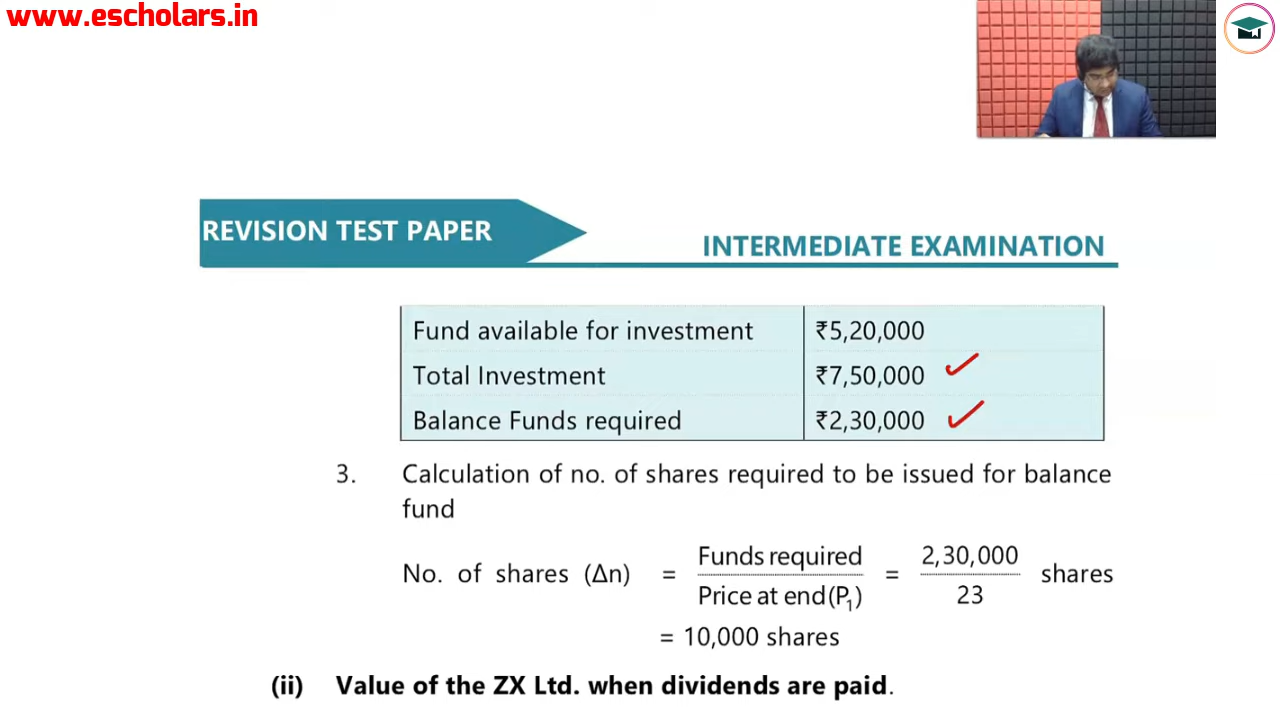 www.escholars.in
REVISION TEST PAPER
INTERMEDIATE EXAMINATION
Fund available for investment ₹5,20,000
Total Investment ₹7,50,000
Balance Funds required ₹2,30,000
3. Calculation of no. of shares required to be issued for balance
fund
No. of shares (Δn) = Funds required / Price at end(P₁) = 2,30,000 / 23 shares
= 10,000 shares
(ii) Value of the ZX Ltd. when dividends are paid.